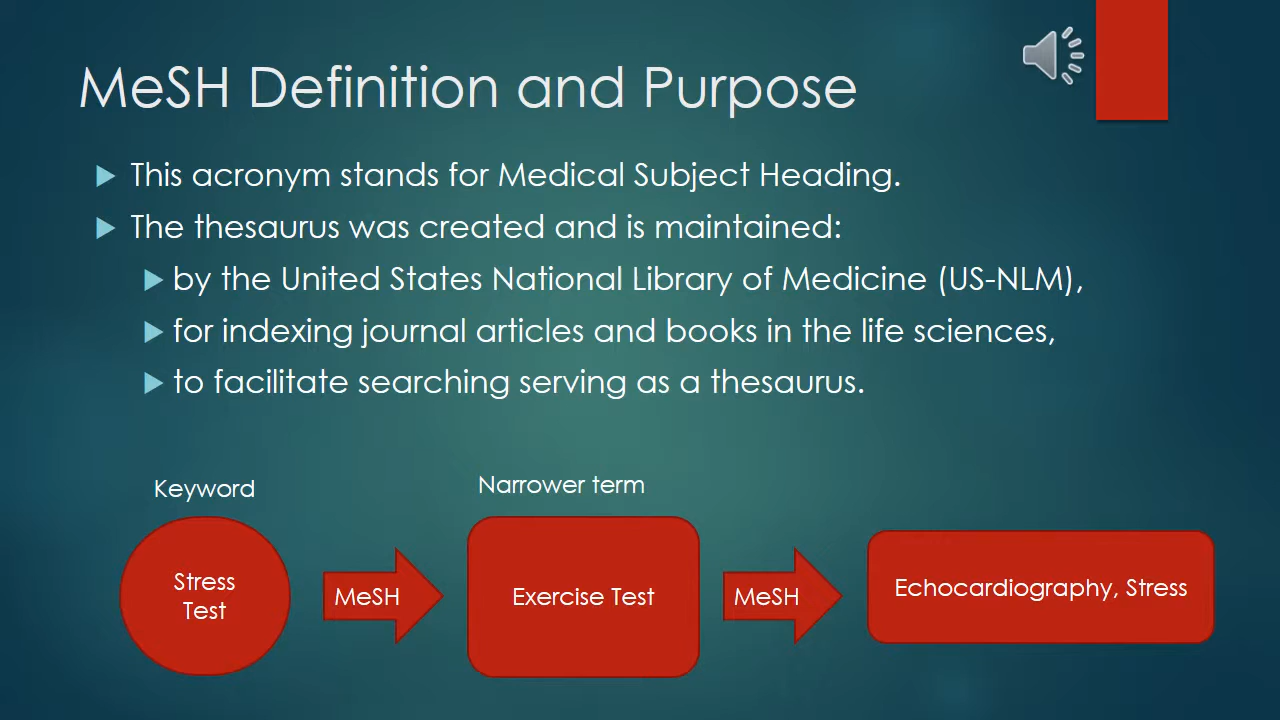 MeSH Definition and Purpose
This acronym stands for Medical Subject Heading.
The thesaurus was created and is maintained:
by the United States National Library of Medicine (US-NLM),
for indexing journal articles and books in the life sciences,
to facilitate searching serving as a thesaurus.
Keyword
Narrower term
Stress
Test
MeSH
Exercise Test
MeSH
Echocardiography, Stress